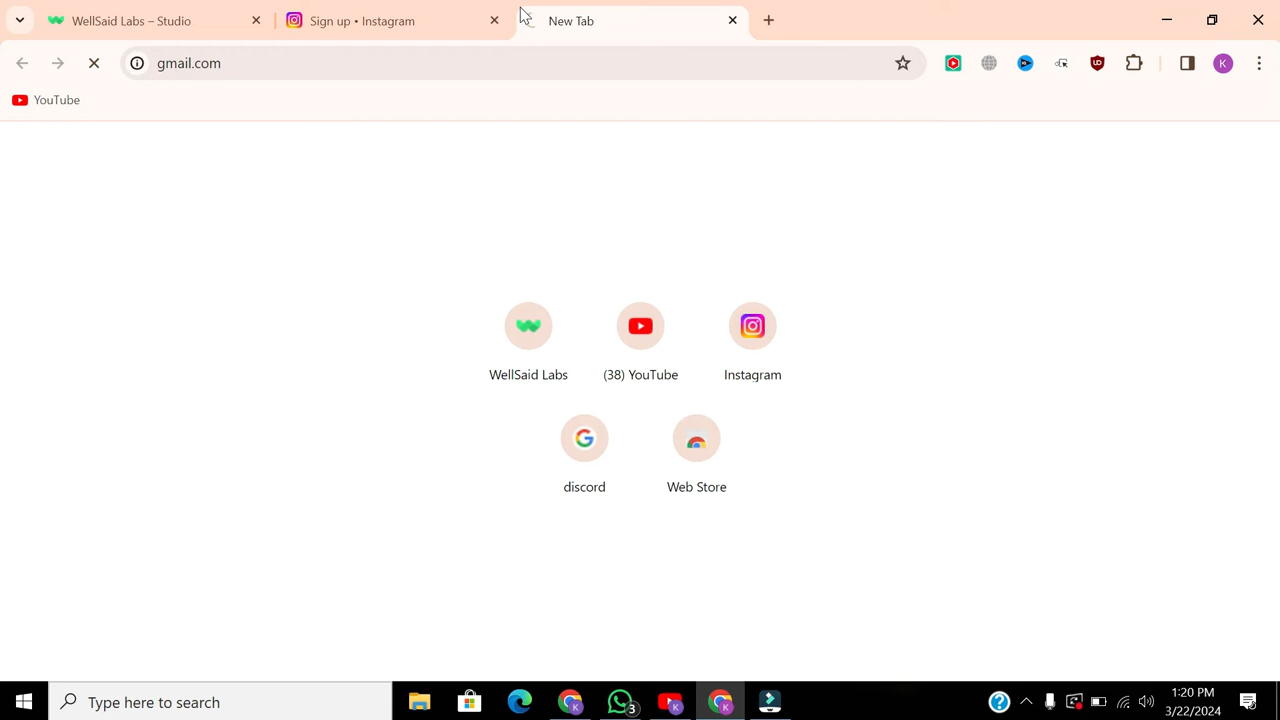 WellSaid Labs – Studio
Sign up • Instagram
New Tab
gmail.com
K
YouTube
WellSaid Labs
(38) YouTube
Instagram
discord
Web Store
Type here to search
3
1:20 PM
3/22/2024